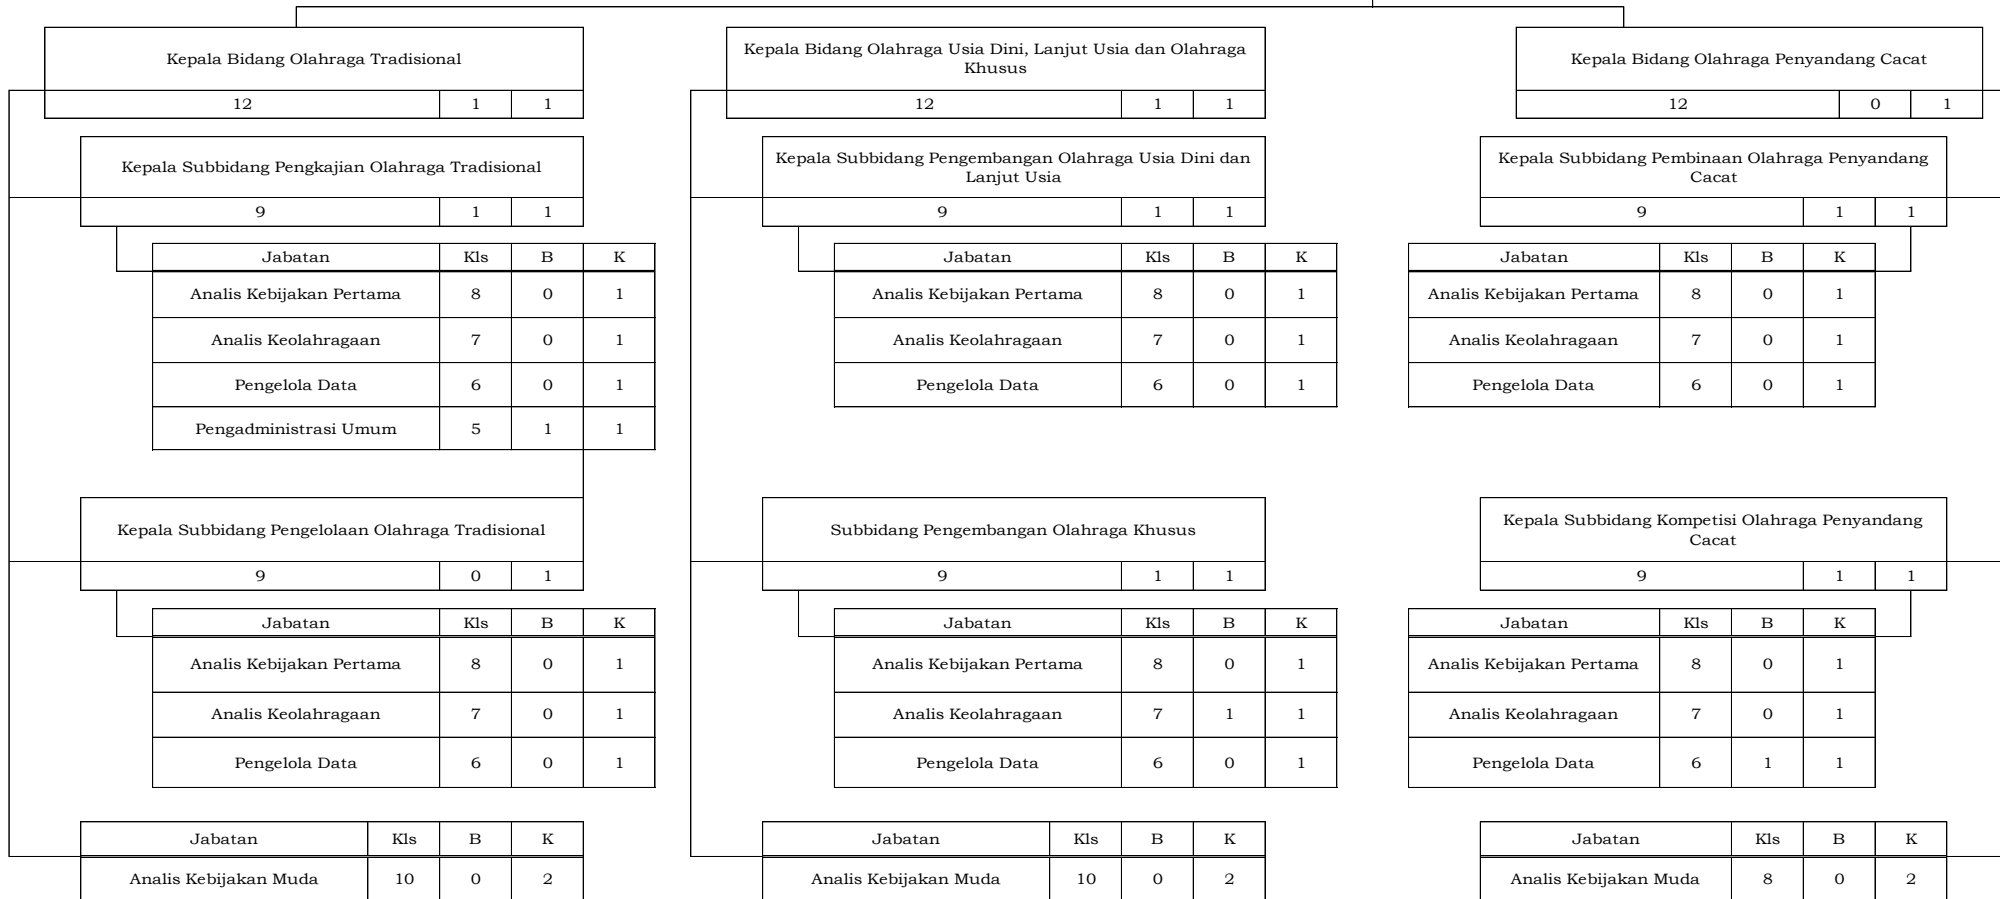 Kepala Bidang Olahraga Tradisional
12 1 1
Kepala Subbidang Pengkajian Olahraga Tradisional
9 1 1
Jabatan Kls B K
Analis Kebijakan Pertama 8 0 1
Analis Keolahragaan 7 0 1
Pengelola Data 6 0 1
Pengadministrasi Umum 5 1 1
Kepala Subbidang Pengelolaan Olahraga Tradisional
9 0 1
Jabatan Kls B K
Analis Kebijakan Pertama 8 0 1
Analis Keolahragaan 7 0 1
Pengelola Data 6 0 1
Jabatan Kls B K
Analis Kebijakan Muda 10 0 2
Kepala Bidang Olahraga Usia Dini, Lanjut Usia dan Olahraga
Khusus
12 1 1
Kepala Subbidang Pengembangan Olahraga Usia Dini dan
Lanjut Usia
9 1 1
Jabatan Kls B K
Analis Kebijakan Pertama 8 0 1
Analis Keolahragaan 7 0 1
Pengelola Data 6 0 1
Subbidang Pengembangan Olahraga Khusus
9 1 1
Jabatan Kls B K
Analis Kebijakan Pertama 8 0 1
Analis Keolahragaan 7 1 1
Pengelola Data 6 0 1
Jabatan Kls B K
Analis Kebijakan Muda 10 0 2
Kepala Bidang Olahraga Penyandang Cacat
12 0 1
Kepala Subbidang Pembinaan Olahraga Penyandang
Cacat
9 1 1
Jabatan Kls B K
Analis Kebijakan Pertama 8 0 1
Analis Keolahragaan 7 0 1
Pengelola Data 6 0 1
Kepala Subbidang Kompetisi Olahraga Penyandang
Cacat
9 1 1
Jabatan Kls B K
Analis Kebijakan Pertama 8 0 1
Analis Keolahragaan 7 0 1
Pengelola Data 6 1 1
Jabatan Kls B K
Analis Kebijakan Muda 8 0 2